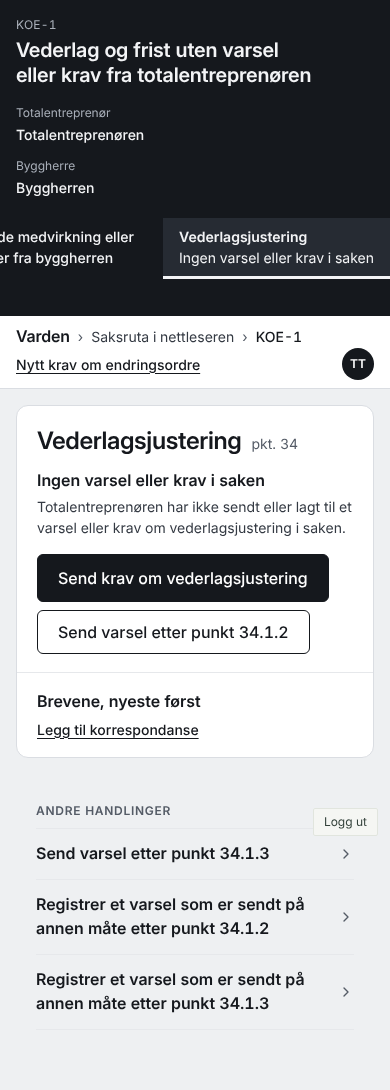 KOE-1
Vederlag og frist uten varsel
eller krav fra totalentreprenøren
Totalentreprenør
Totalentreprenøren
Byggherre
Byggherren
de medvirkning eller
er fra byggherren
Vederlagsjustering
Ingen varsel eller krav i saken
Varden › Saksruta i nettleseren › KOE-1
Nytt krav om endringsordre
TT
Vederlagsjustering pkt. 34
Ingen varsel eller krav i saken
Totalentreprenøren har ikke sendt eller lagt til et
varsel eller krav om vederlagsjustering i saken.
Send krav om vederlagsjustering
Send varsel etter punkt 34.1.2
Brevene, nyeste først
Legg til korrespondanse
ANDRE HANDLINGER
Logg ut
Send varsel etter punkt 34.1.3
Registrer et varsel som er sendt på
annen måte etter punkt 34.1.2
Registrer et varsel som er sendt på
annen måte etter punkt 34.1.3